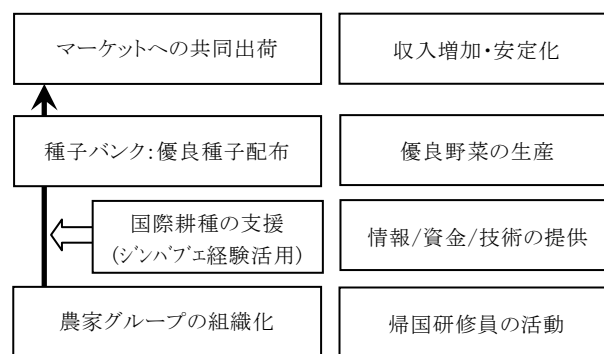 マーケットへの共同出荷
収入増加・安定化
種子バンク:優良種子配布
優良野菜の生産
国際耕種の支援
(ｼﾞﾝﾊﾞﾌﾞｴ経験活用)
情報/資金/技術の提供
農家グループの組織化
帰国研修員の活動